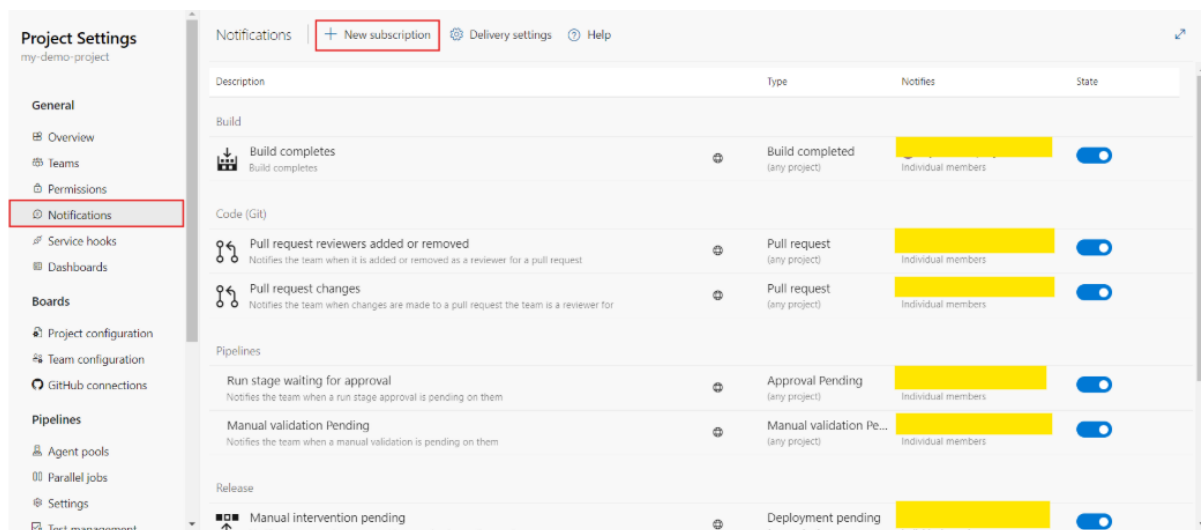 Project Settings
my-demo-project
General
Overview
Teams
Permissions
Notifications
Service hooks
Dashboards
Boards
Project configuration
Team configuration
GitHub connections
Pipelines
Agent pools
Parallel jobs
Settings
Test management
Notifications
New subscription
Delivery settings
Help
Description Type Notifies State
Build
Build completes Build completed
Build completes (any project) Individual members
Code (Git)
Pull request reviewers added or removed Pull request
Notifies the team when it is added or removed as a reviewer for a pull request (any project) Individual members
Pull request changes Pull request
Notifies the team when changes are made to a pull request the team is a reviewer for (any project) Individual members
Pipelines
Run stage waiting for approval Approval Pending
Notifies the team when a run stage approval is pending on them (any project) Individual members
Manual validation Pending Manual validation Pe...
Notifies the team when a manual validation is pending on them (any project) Individual members
Release
Manual intervention pending Deployment pending